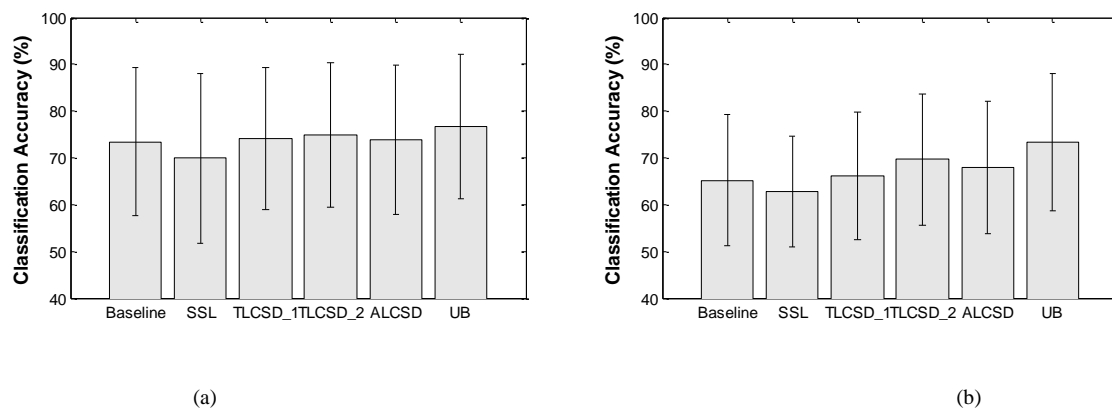 Classification Accuracy (%)
100
90
80
70
60
50
40
Baseline SSL TLCSD_1 TLCSD_2 ALCSD UB
(a)
Classification Accuracy (%)
100
90
80
70
60
50
40
Baseline SSL TLCSD_1 TLCSD_2 ALCSD UB
(b)